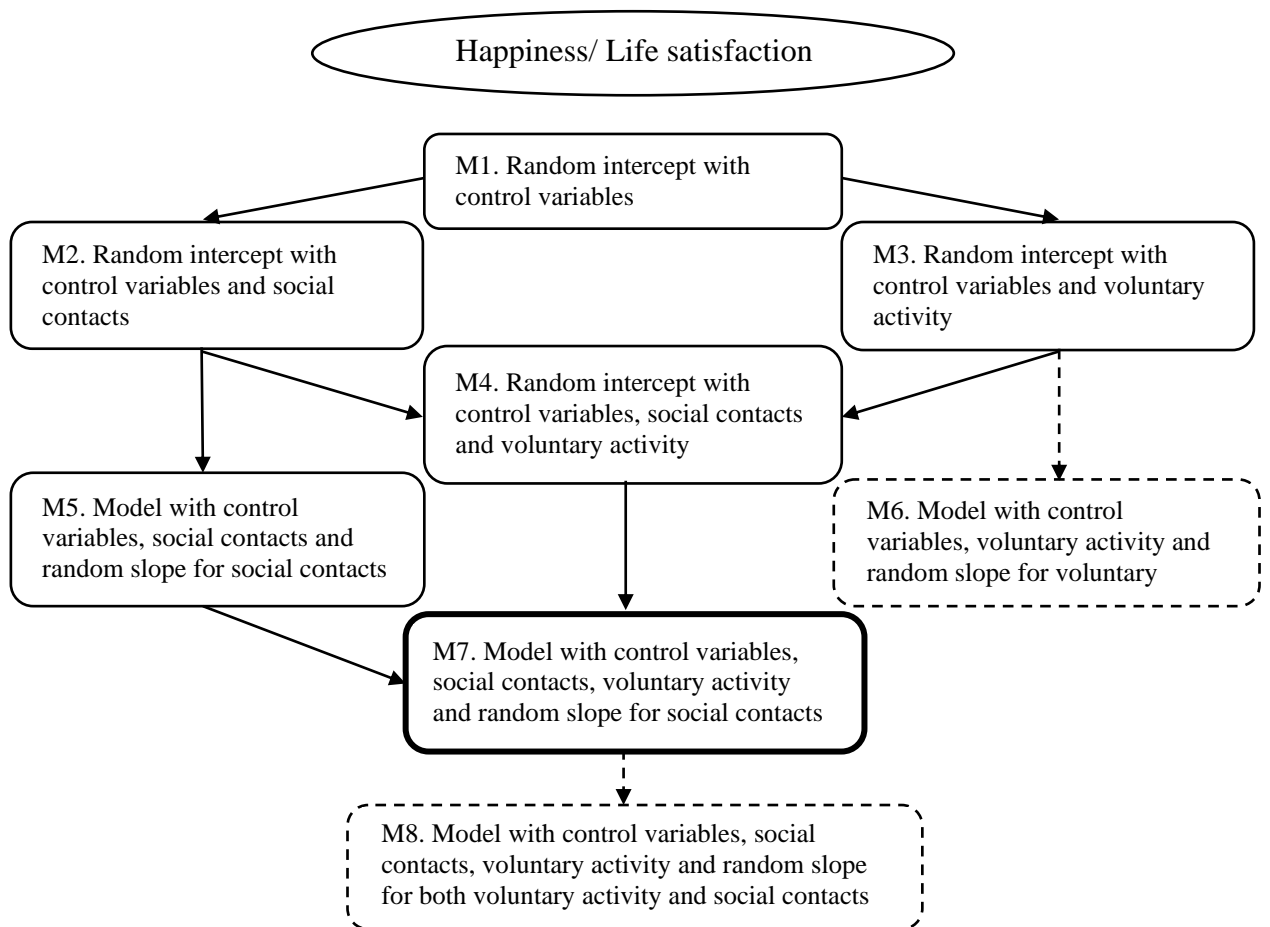 Happiness/ Life satisfaction
M1. Random intercept with
control variables
M2. Random intercept with
control variables and social
contacts
M3. Random intercept with
control variables and voluntary
activity
M4. Random intercept with
control variables, social contacts
and voluntary activity
M5. Model with control
variables, social contacts and
random slope for social contacts
M6. Model with control
variables, voluntary activity and
random slope for voluntary
M7. Model with control variables,
social contacts, voluntary activity
and random slope for social contacts
M8. Model with control variables, social
contacts, voluntary activity and random slope
for both voluntary activity and social contacts